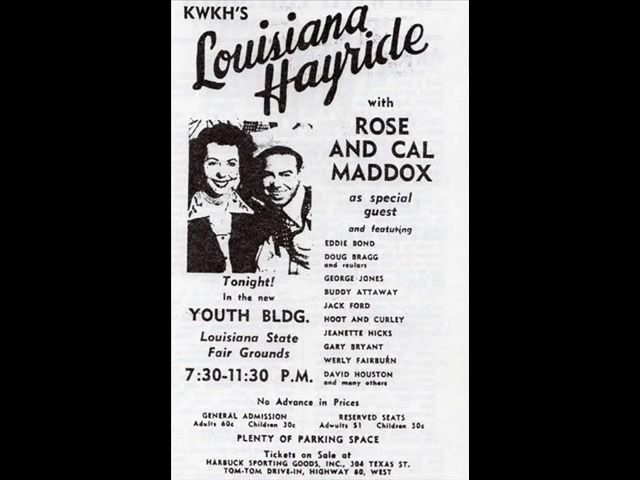 KWKH'S
Louisiana
Hayride
with
ROSE
AND CAL
MADDOX
as special
guest
and featuring
EDDIE BOND
DOUG BRAGG
and reulars
GEORGE JONES
BUDDY ATTAWAY
JACK FORD
HOOT AND CURLEY
JEANETTE HICKS
GARY BRYANT
WERLY FAIRBURN
DAVID HOUSTON
and many others
Tonight!
In the new
YOUTH BLDG.
Louisiana State
Fair Grounds
7:30-11:30 P.M.
No Advance in Prices
GENERAL ADMISSION
Adults 60c Children 30c
RESERVED SEATS
Adwults $1 Children 50c
PLENTY OF PARKING SPACE
Tickets on Sale at
HARBUCK SPORTING GOODS, INC., 304 TEXAS ST.
TOM-TOM DRIVE-IN, HIGHWAY 80, WEST